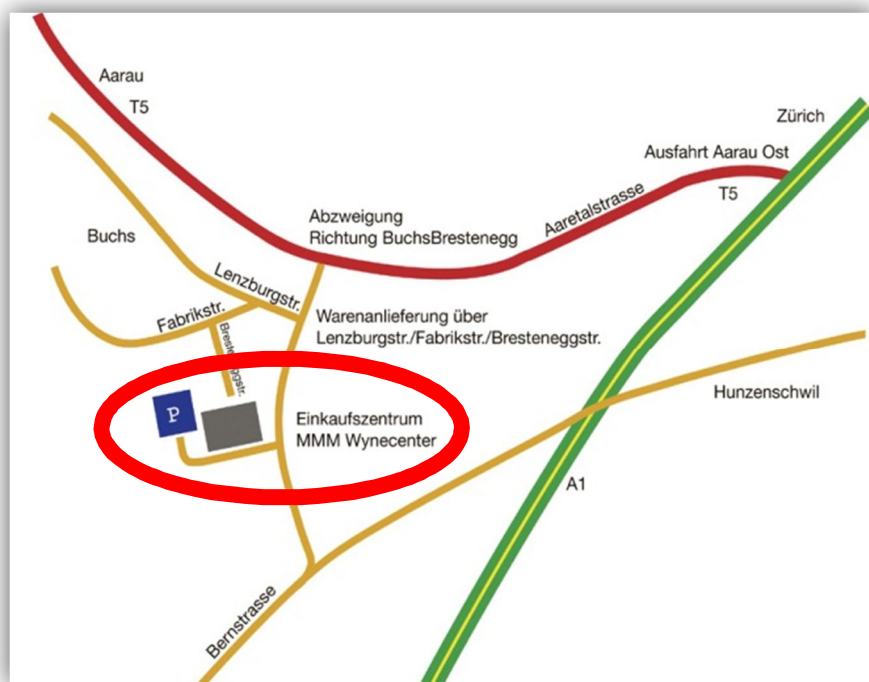 Aarau
T5
Zürich
Ausfahrt Aarau Ost
T5
Aaretalstrasse
Abzweigung
Richtung BuchsBrestenegg
Buchs
Lenzburgstr.
Fabrikstr.
Warenanlieferung über
Lenzburgstr./Fabrikstr./Bresteneggstr.
Bresteneggstr.
Hunzenschwil
P
Einkaufszentrum
MMM Wynecenter
A1
Bernstrasse